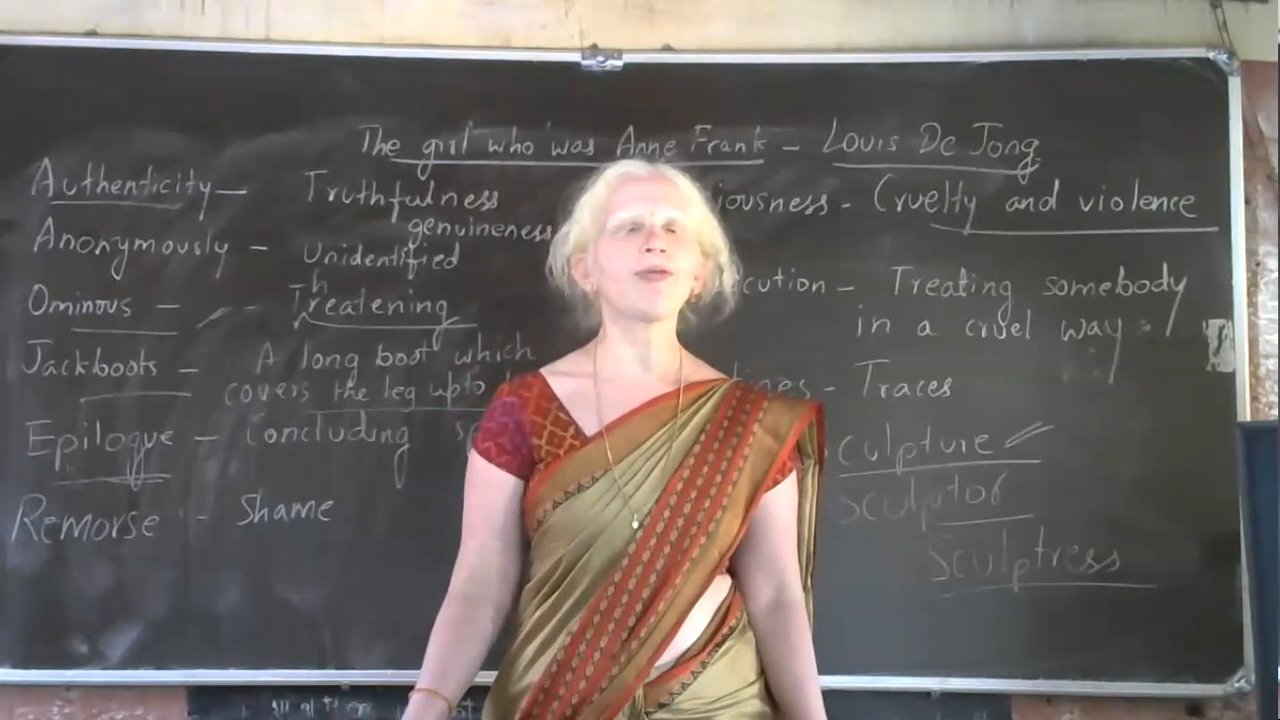 The girl who was Anne Frank - Louis De Jong
Authenticity - Truthfulness
genuineness
Anonymously - Unidentified
Ominous - - Threatening
Jackboots - A long boot which
covers the leg upto
Epilogue - Concluding
Remorse - Shame
iousness - Cruelty and violence
cution - Treating somebody
in a cruel way
lines - Traces
culpture
Sculptor
Sculptress